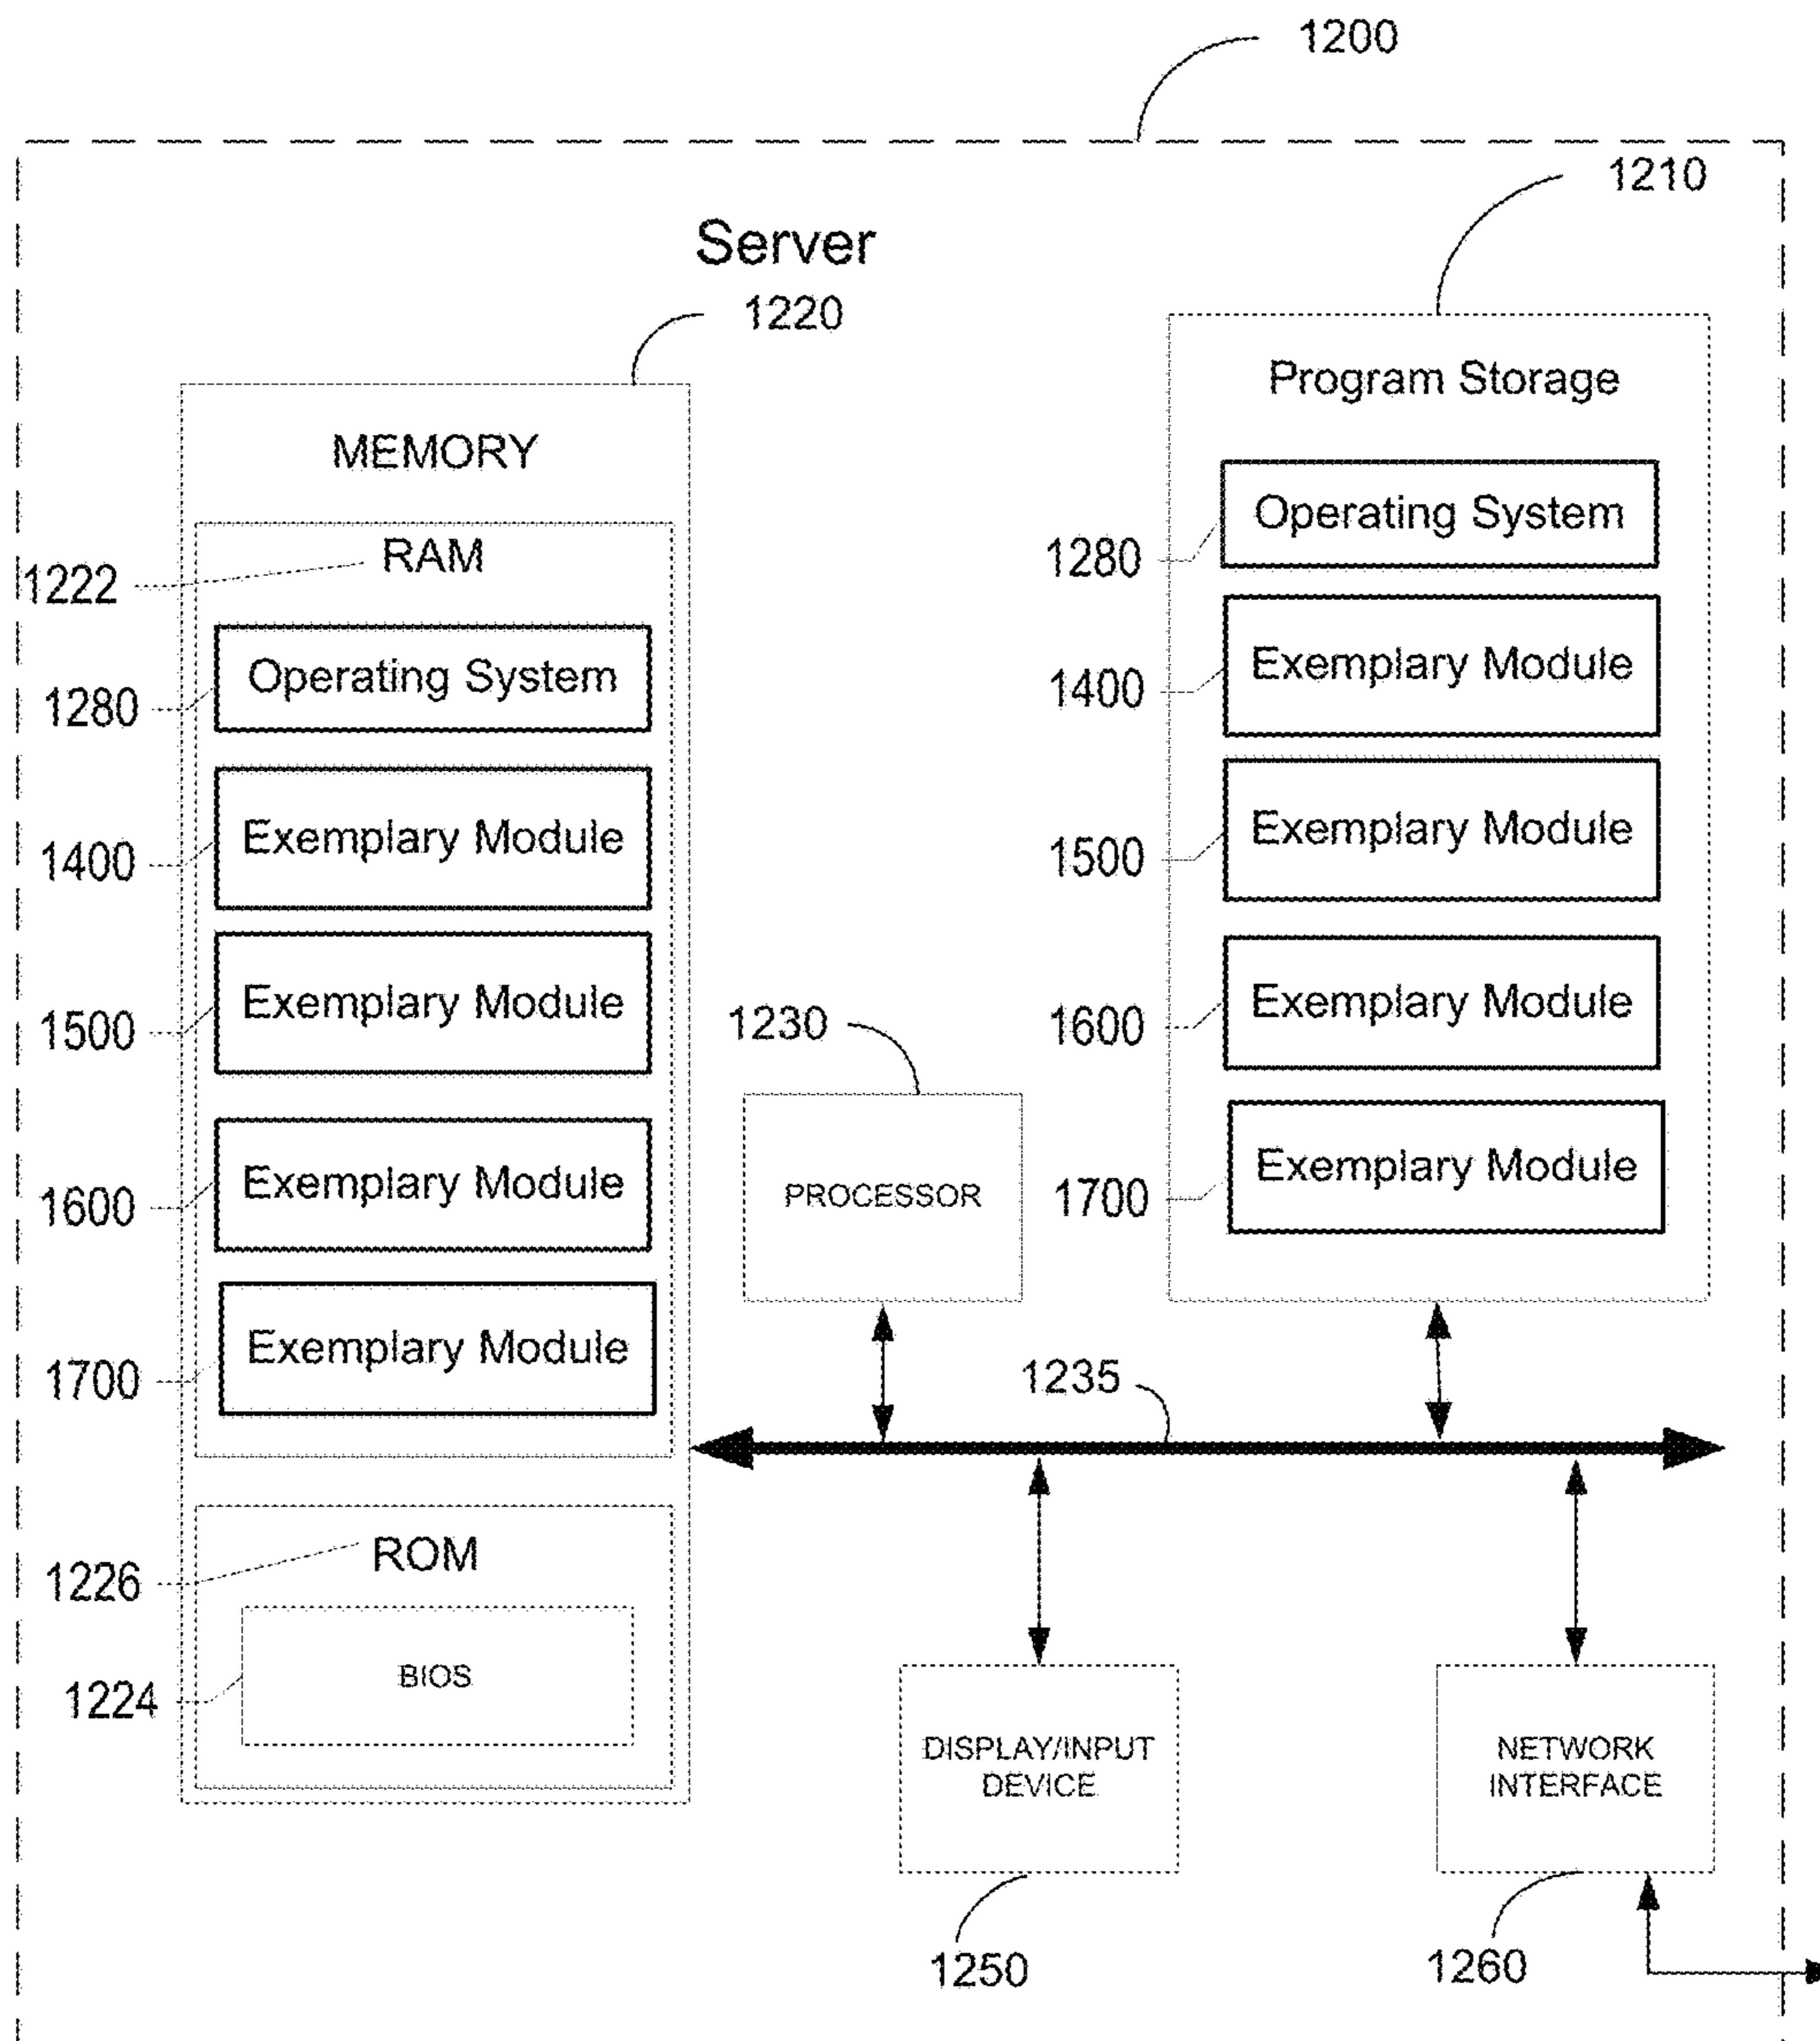 1200
1210
Server
1220
Program Storage
MEMORY
Operating System
1280
RAM
1222
Exemplary Module
1400
Operating System
1280
Exemplary Module
1500
Exemplary Module
1400
Exemplary Module
1600
Exemplary Module
1500
1230
Exemplary Module
1700
PROCESSOR
Exemplary Module
1600
Exemplary Module
1700
1235
ROM
1226
BIOS
1224
DISPLAY/INPUT
DEVICE
NETWORK
INTERFACE
1250
1260